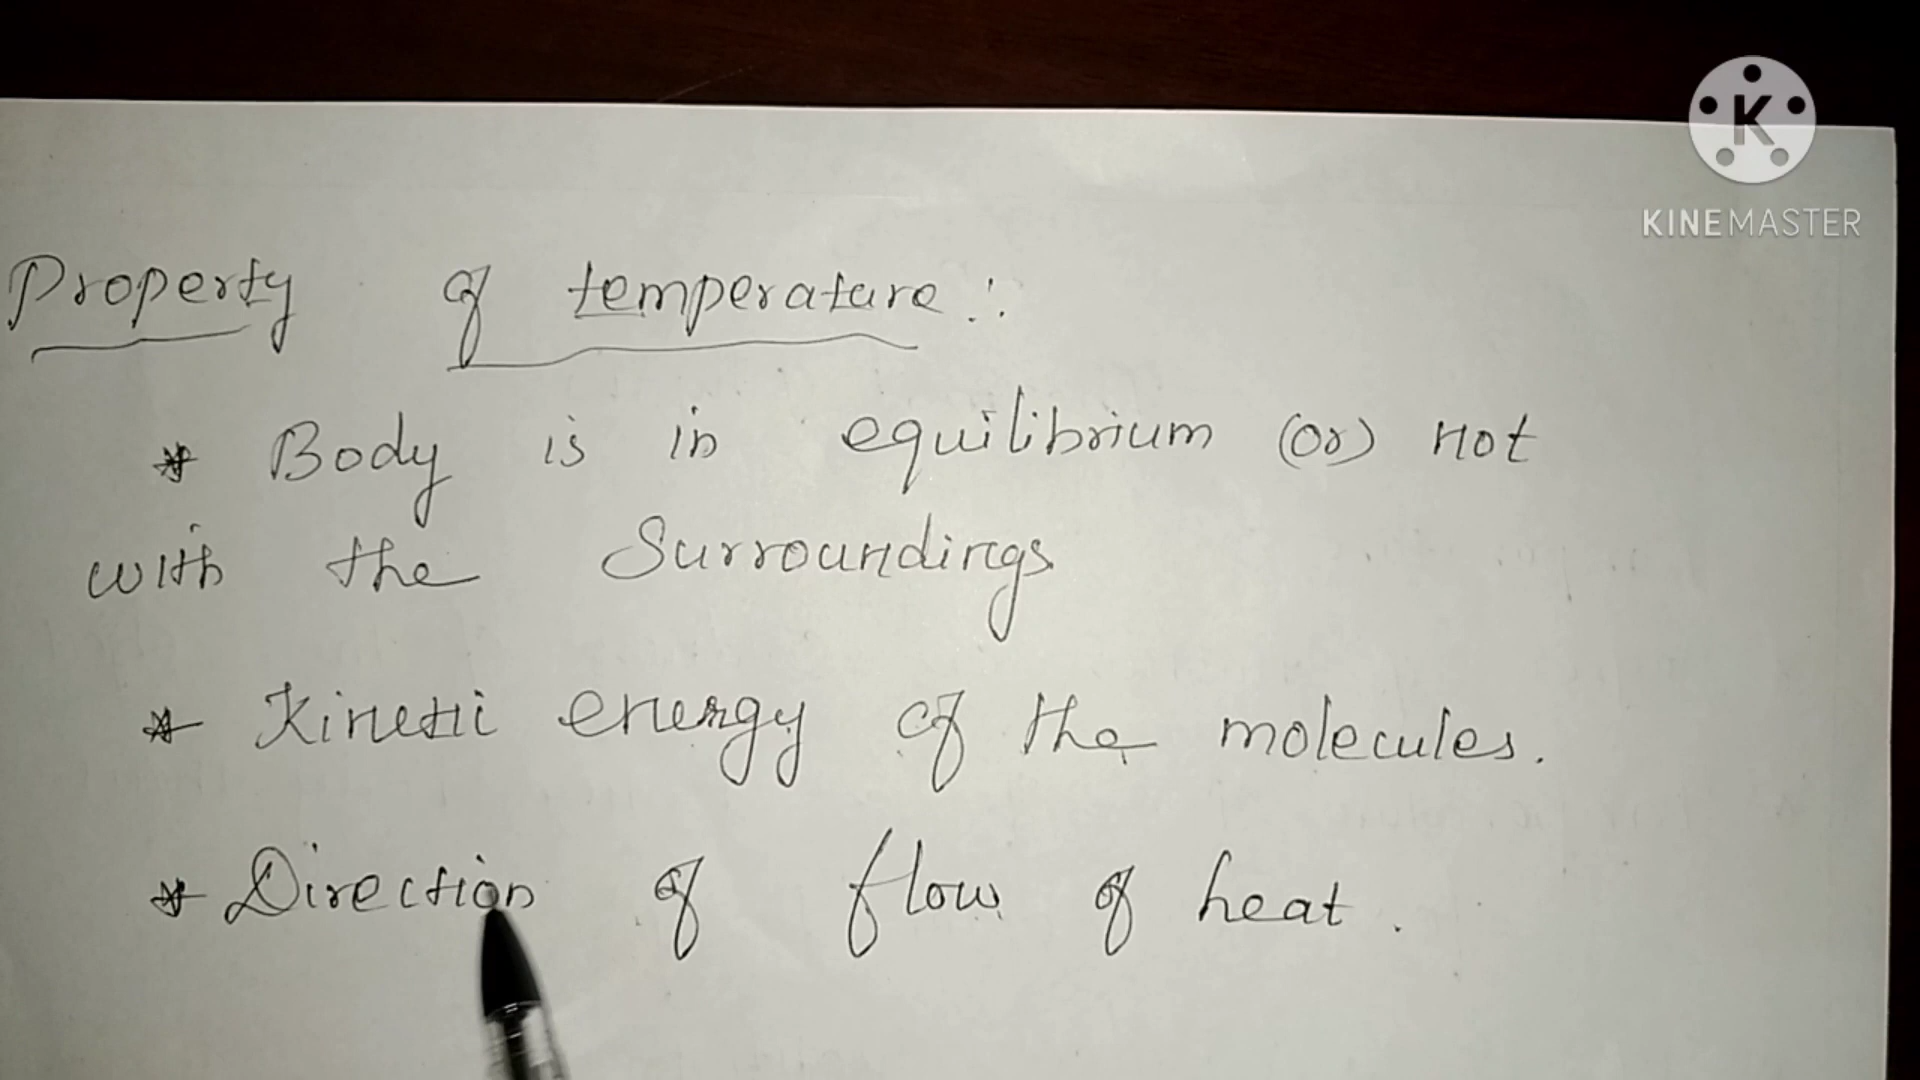 K
KINEMASTER
Property of temperature :.
* Body is in equilibrium (or) not
with the Surroundings
* Kinetic energy of the molecules.
* Direction of flow of heat.